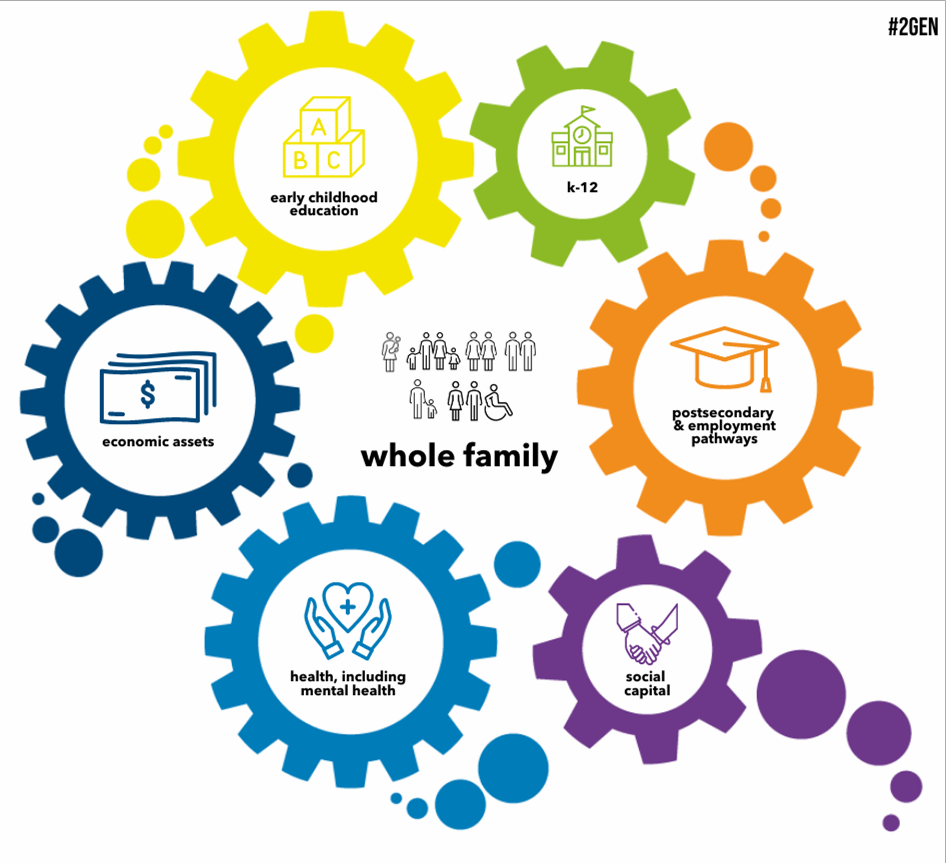 #2GEN
A
B C
early childhood
education
k-12
$
economic assets
postsecondary
& employment
pathways
whole family
health, including
mental health
social
capital